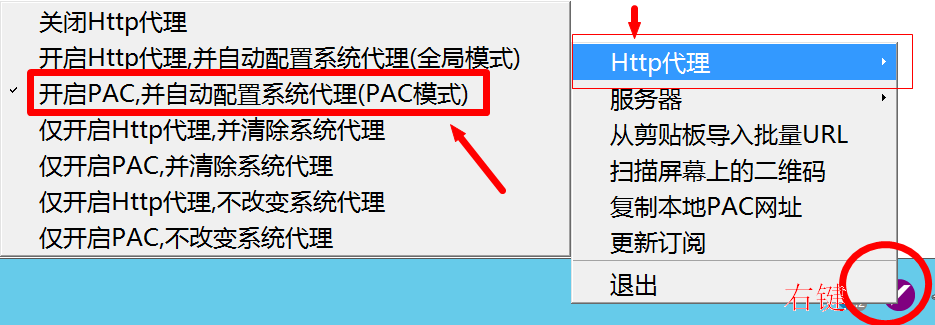 关闭Http代理
开启Http代理,并自动配置系统代理(全局模式)
开启PAC,并自动配置系统代理(PAC模式)
仅开启Http代理,并清除系统代理
仅开启PAC,并清除系统代理
仅开启Http代理,不改变系统代理
仅开启PAC,不改变系统代理
Http代理
服务器
从剪贴板导入批量URL
扫描屏幕上的二维码
复制本地PAC网址
更新订阅
退出
右键